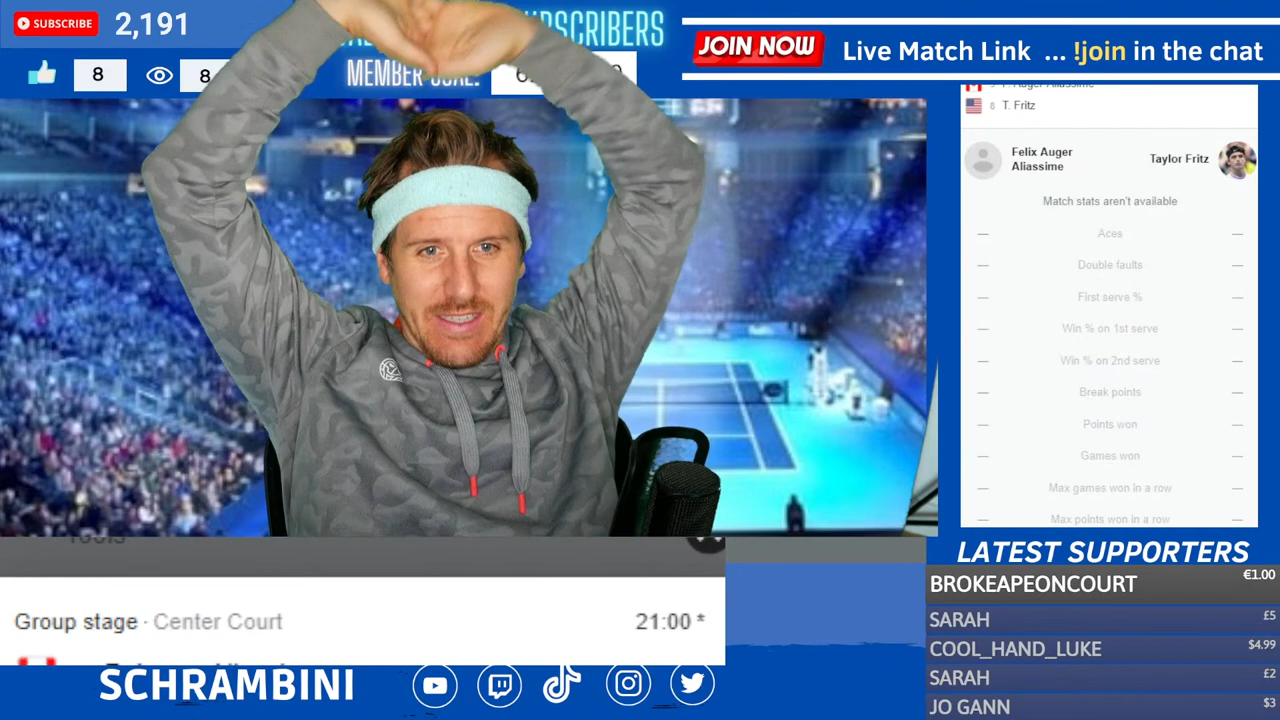 SUBSCRIBE 2,191
SUBSCRIBERS
8 8
MEMBER GOAL:
JOIN NOW Live Match Link ... !join in the chat
F. Auger Aliassime
8 T. Fritz
Felix Auger
Aliassime
Taylor Fritz
Match stats aren't available
— Aces —
— Double faults —
— First serve % —
— Win % on 1st serve —
— Win % on 2nd serve —
— Break points —
— Points won —
— Games won —
— Max games won in a row —
— Max points won in a row —
Group stage · Center Court 21:00 *
SCHRAMBINI
LATEST SUPPORTERS
BROKEAPEONCOURT €1.00
SARAH £5
COOL_HAND_LUKE $4.99
SARAH £2
JO GANN $3